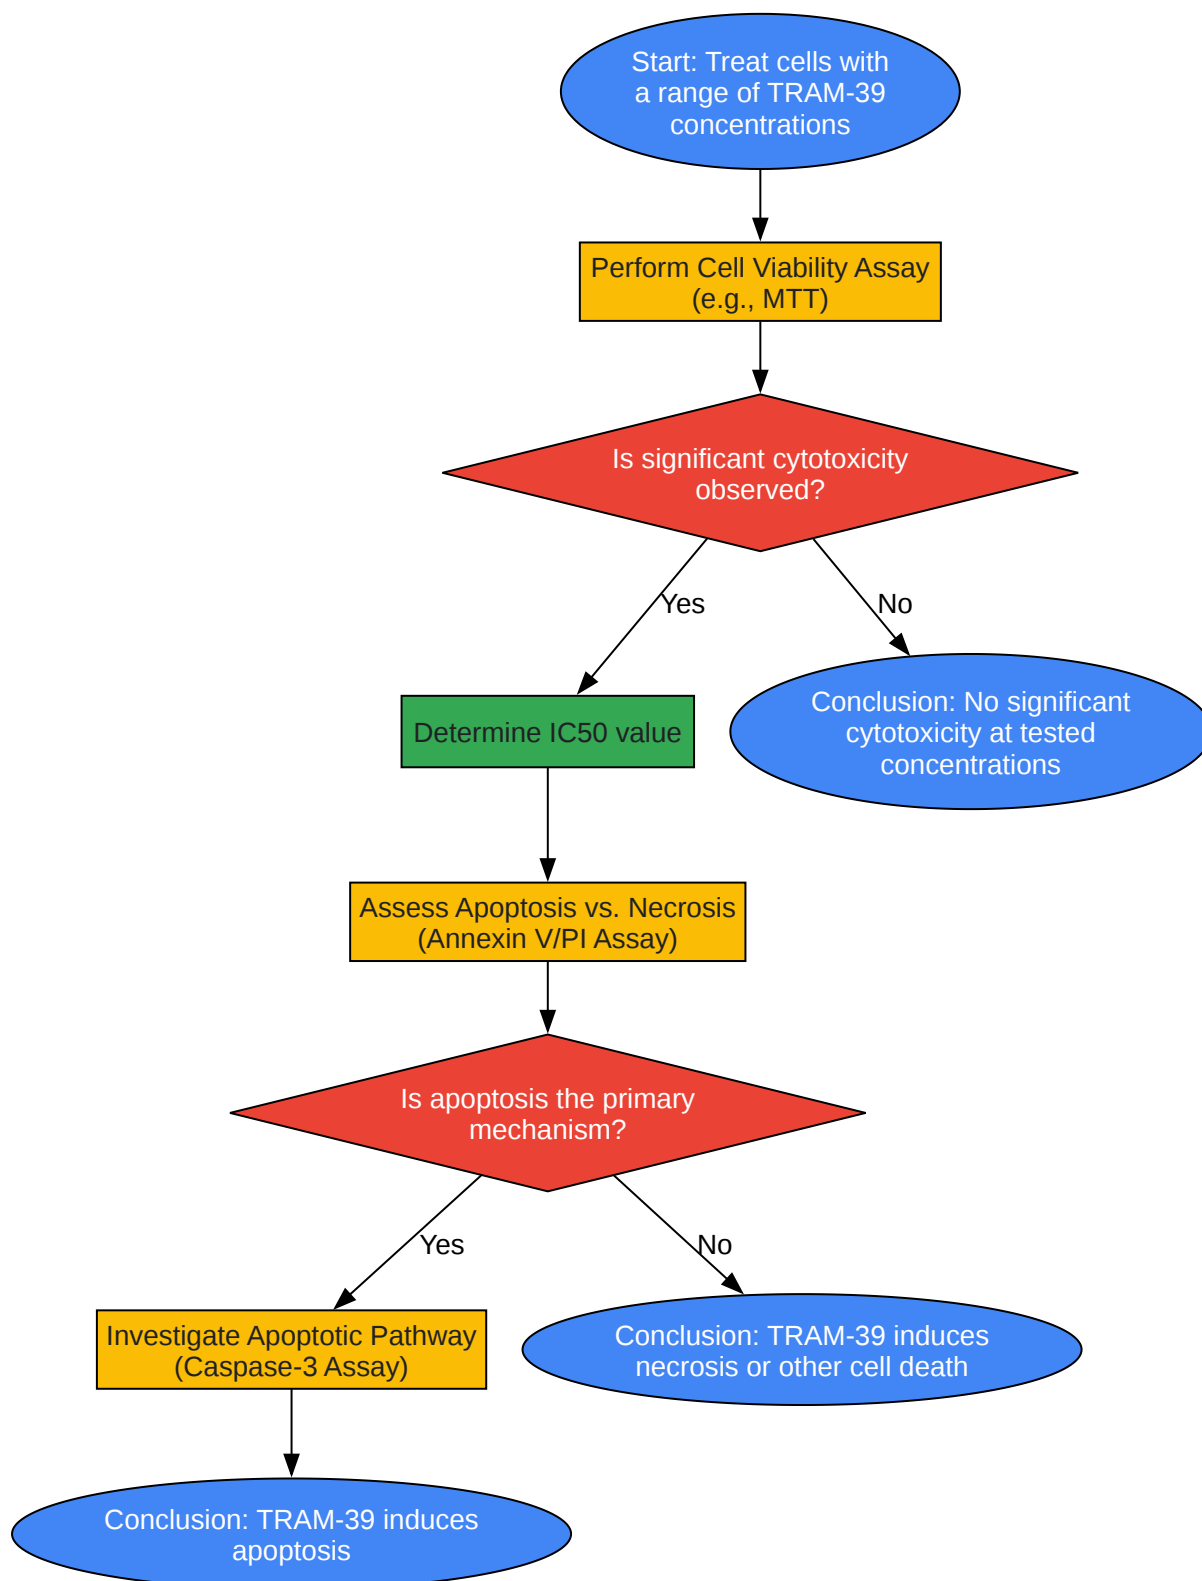 Start: Treat cells with
a range of TRAM-39
concentrations
Perform Cell Viability Assay
(e.g., MTT)
Is significant cytotoxicity
observed?
Yes
No
Determine IC50 value
Conclusion: No significant
cytotoxicity at tested
concentrations
Assess Apoptosis vs. Necrosis
(Annexin V/PI Assay)
Is apoptosis the primary
mechanism?
Yes
No
Investigate Apoptotic Pathway
(Caspase-3 Assay)
Conclusion: TRAM-39 induces
necrosis or other cell death
Conclusion: TRAM-39 induces
apoptosis